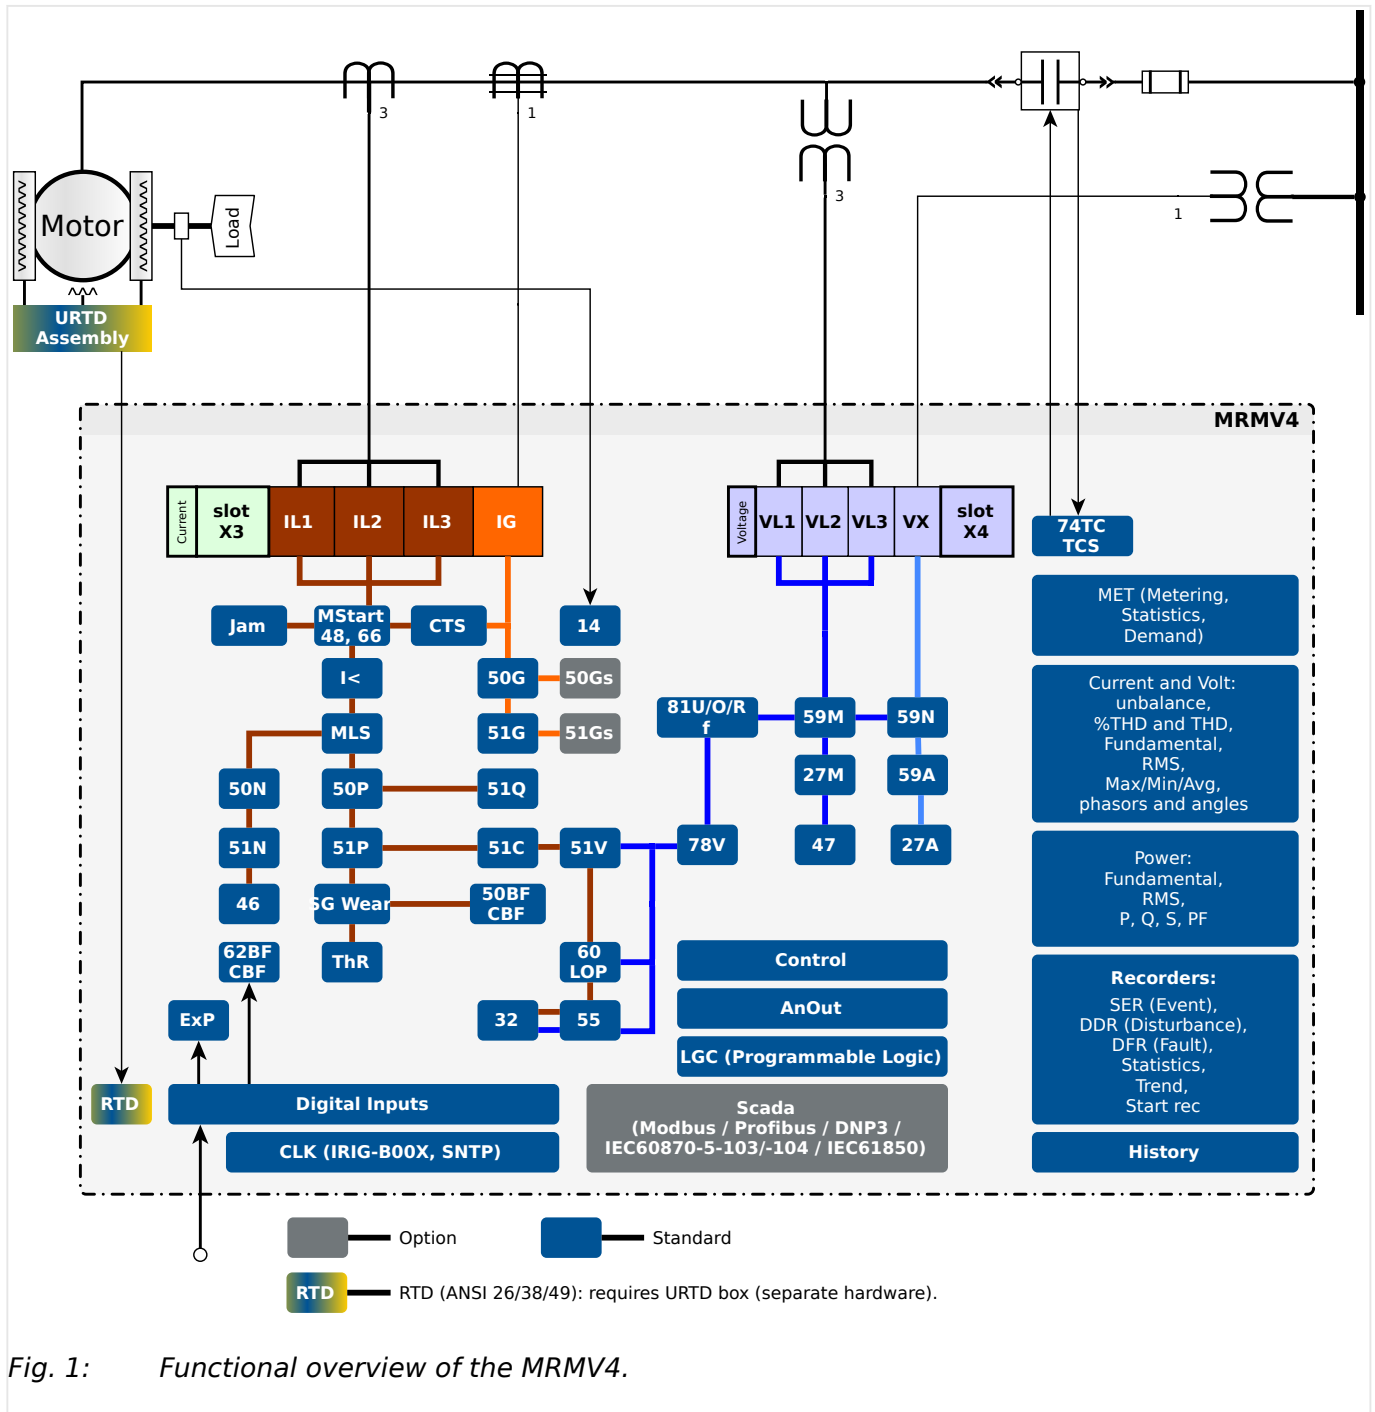 3
1
3
1
Motor
Load
URTD
Assembly
MRMV4
Current
slot
X3
IL1
IL2
IL3
IG
Voltage
VL1
VL2
VL3
VX
slot
X4
74TC
TCS
Jam
MStart
48, 66
CTS
14
I<
50G
50Gs
MLS
51G
51Gs
81U/O/R
f
59M
59N
50N
50P
51Q
27M
59A
51N
51P
51C
51V
78V
47
27A
46
SG Wear
50BF
CBF
62BF
CBF
ThR
60
LOP
ExP
32
55
Control
AnOut
LGC (Programmable Logic)
RTD
Digital Inputs
CLK (IRIG-B00X, SNTP)
Scada
(Modbus / Profibus / DNP3 /
IEC60870-5-103/-104 / IEC61850)
MET (Metering,
Statistics,
Demand)
Current and Volt:
unbalance,
%THD and THD,
Fundamental,
RMS,
Max/Min/Avg,
phasors and angles
Power:
Fundamental,
RMS,
P, Q, S, PF
Recorders:
SER (Event),
DDR (Disturbance),
DFR (Fault),
Statistics,
Trend,
Start rec
History
Option
Standard
RTD
RTD (ANSI 26/38/49): requires URTD box (separate hardware).
Fig. 1: Functional overview of the MRMV4.